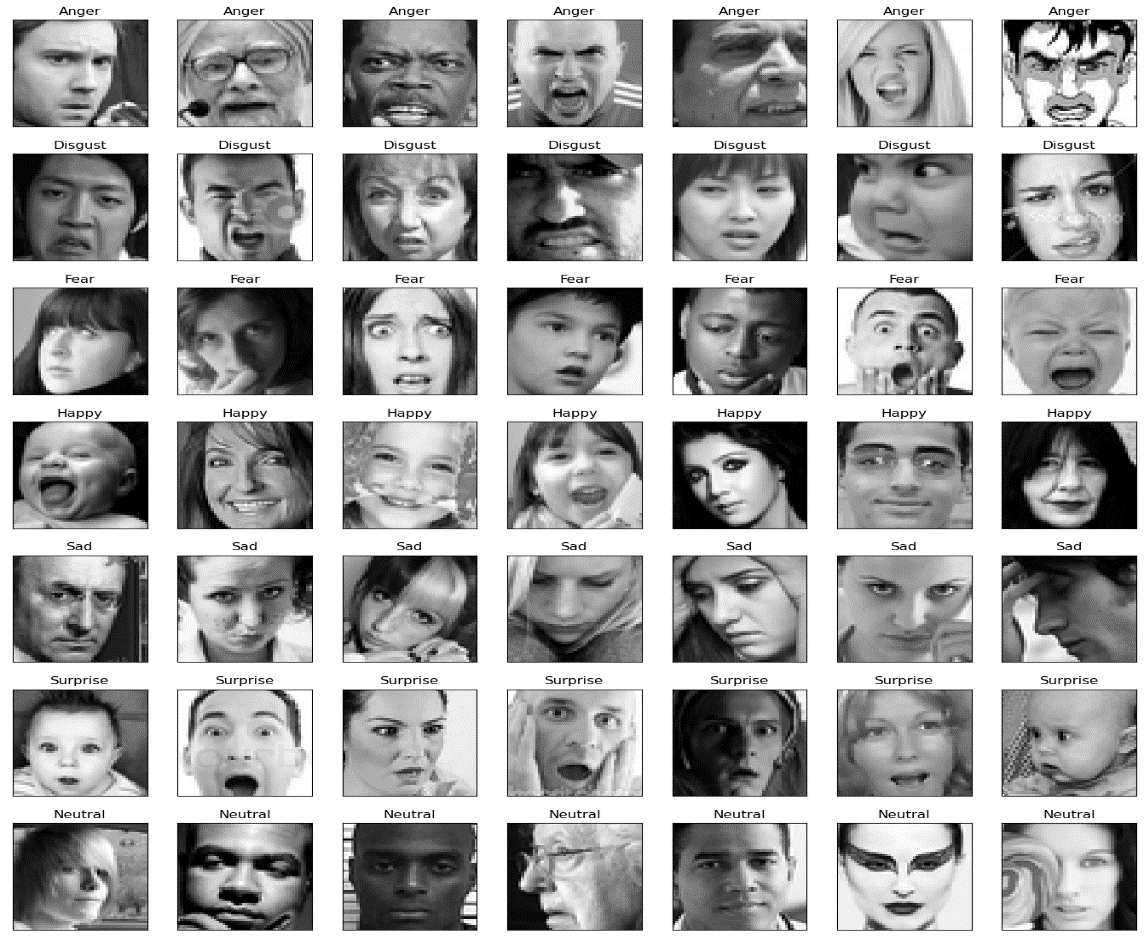 Anger Anger Anger Anger Anger Anger Anger
Disgust Disgust Disgust Disgust Disgust Disgust Disgust
Fear Fear Fear Fear Fear Fear Fear
Happy Happy Happy Happy Happy Happy Happy
Sad Sad Sad Sad Sad Sad Sad
Surprise Surprise Surprise Surprise Surprise Surprise Surprise
Neutral Neutral Neutral Neutral Neutral Neutral Neutral